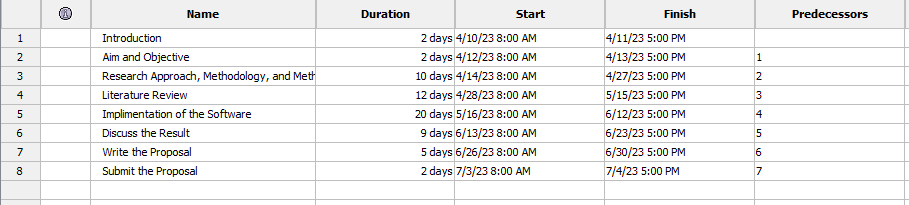 Name Duration Start Finish Predecessors
1 Introduction 2 days 4/10/23 8:00 AM 4/11/23 5:00 PM
2 Aim and Objective 2 days 4/12/23 8:00 AM 4/13/23 5:00 PM 1
3 Research Approach, Methodology, and Meth 10 days 4/14/23 8:00 AM 4/27/23 5:00 PM 2
4 Literature Review 12 days 4/28/23 8:00 AM 5/15/23 5:00 PM 3
5 Implimentation of the Software 20 days 5/16/23 8:00 AM 6/12/23 5:00 PM 4
6 Discuss the Result 9 days 6/13/23 8:00 AM 6/23/23 5:00 PM 5
7 Write the Proposal 5 days 6/26/23 8:00 AM 6/30/23 5:00 PM 6
8 Submit the Proposal 2 days 7/3/23 8:00 AM 7/4/23 5:00 PM 7